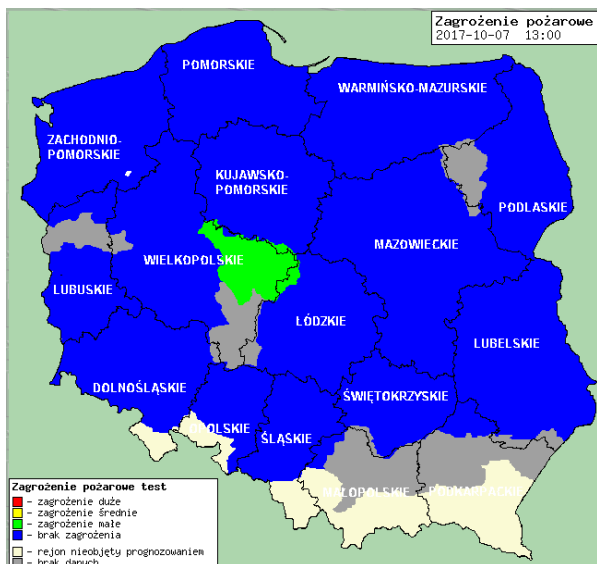 Zagrożenie pożarowe
2017-10-07 13:00
POMORSKIE
WARMIŃSKO-MAZURSKIE
ZACHODNIO-
POMORSKIE
KUJAWSKO-
POMORSKIE
PODLASKIE
MAZOWIECKIE
WIELKOPOLSKIE
LUBUSKIE
ŁÓDZKIE
LUBELSKIE
DOLNOŚLĄSKIE
ŚWIĘTOKRZYSKIE
OPOLSKIE
ŚLĄSKIE
MAŁOPOLSKIE
PODKARPACKIE
Zagrożenie pożarowe test
- zagrożenie duże
- zagrożenie średnie
- zagrożenie małe
- brak zagrożenia
- rejon nieobjęty prognozowaniem
- brak danych